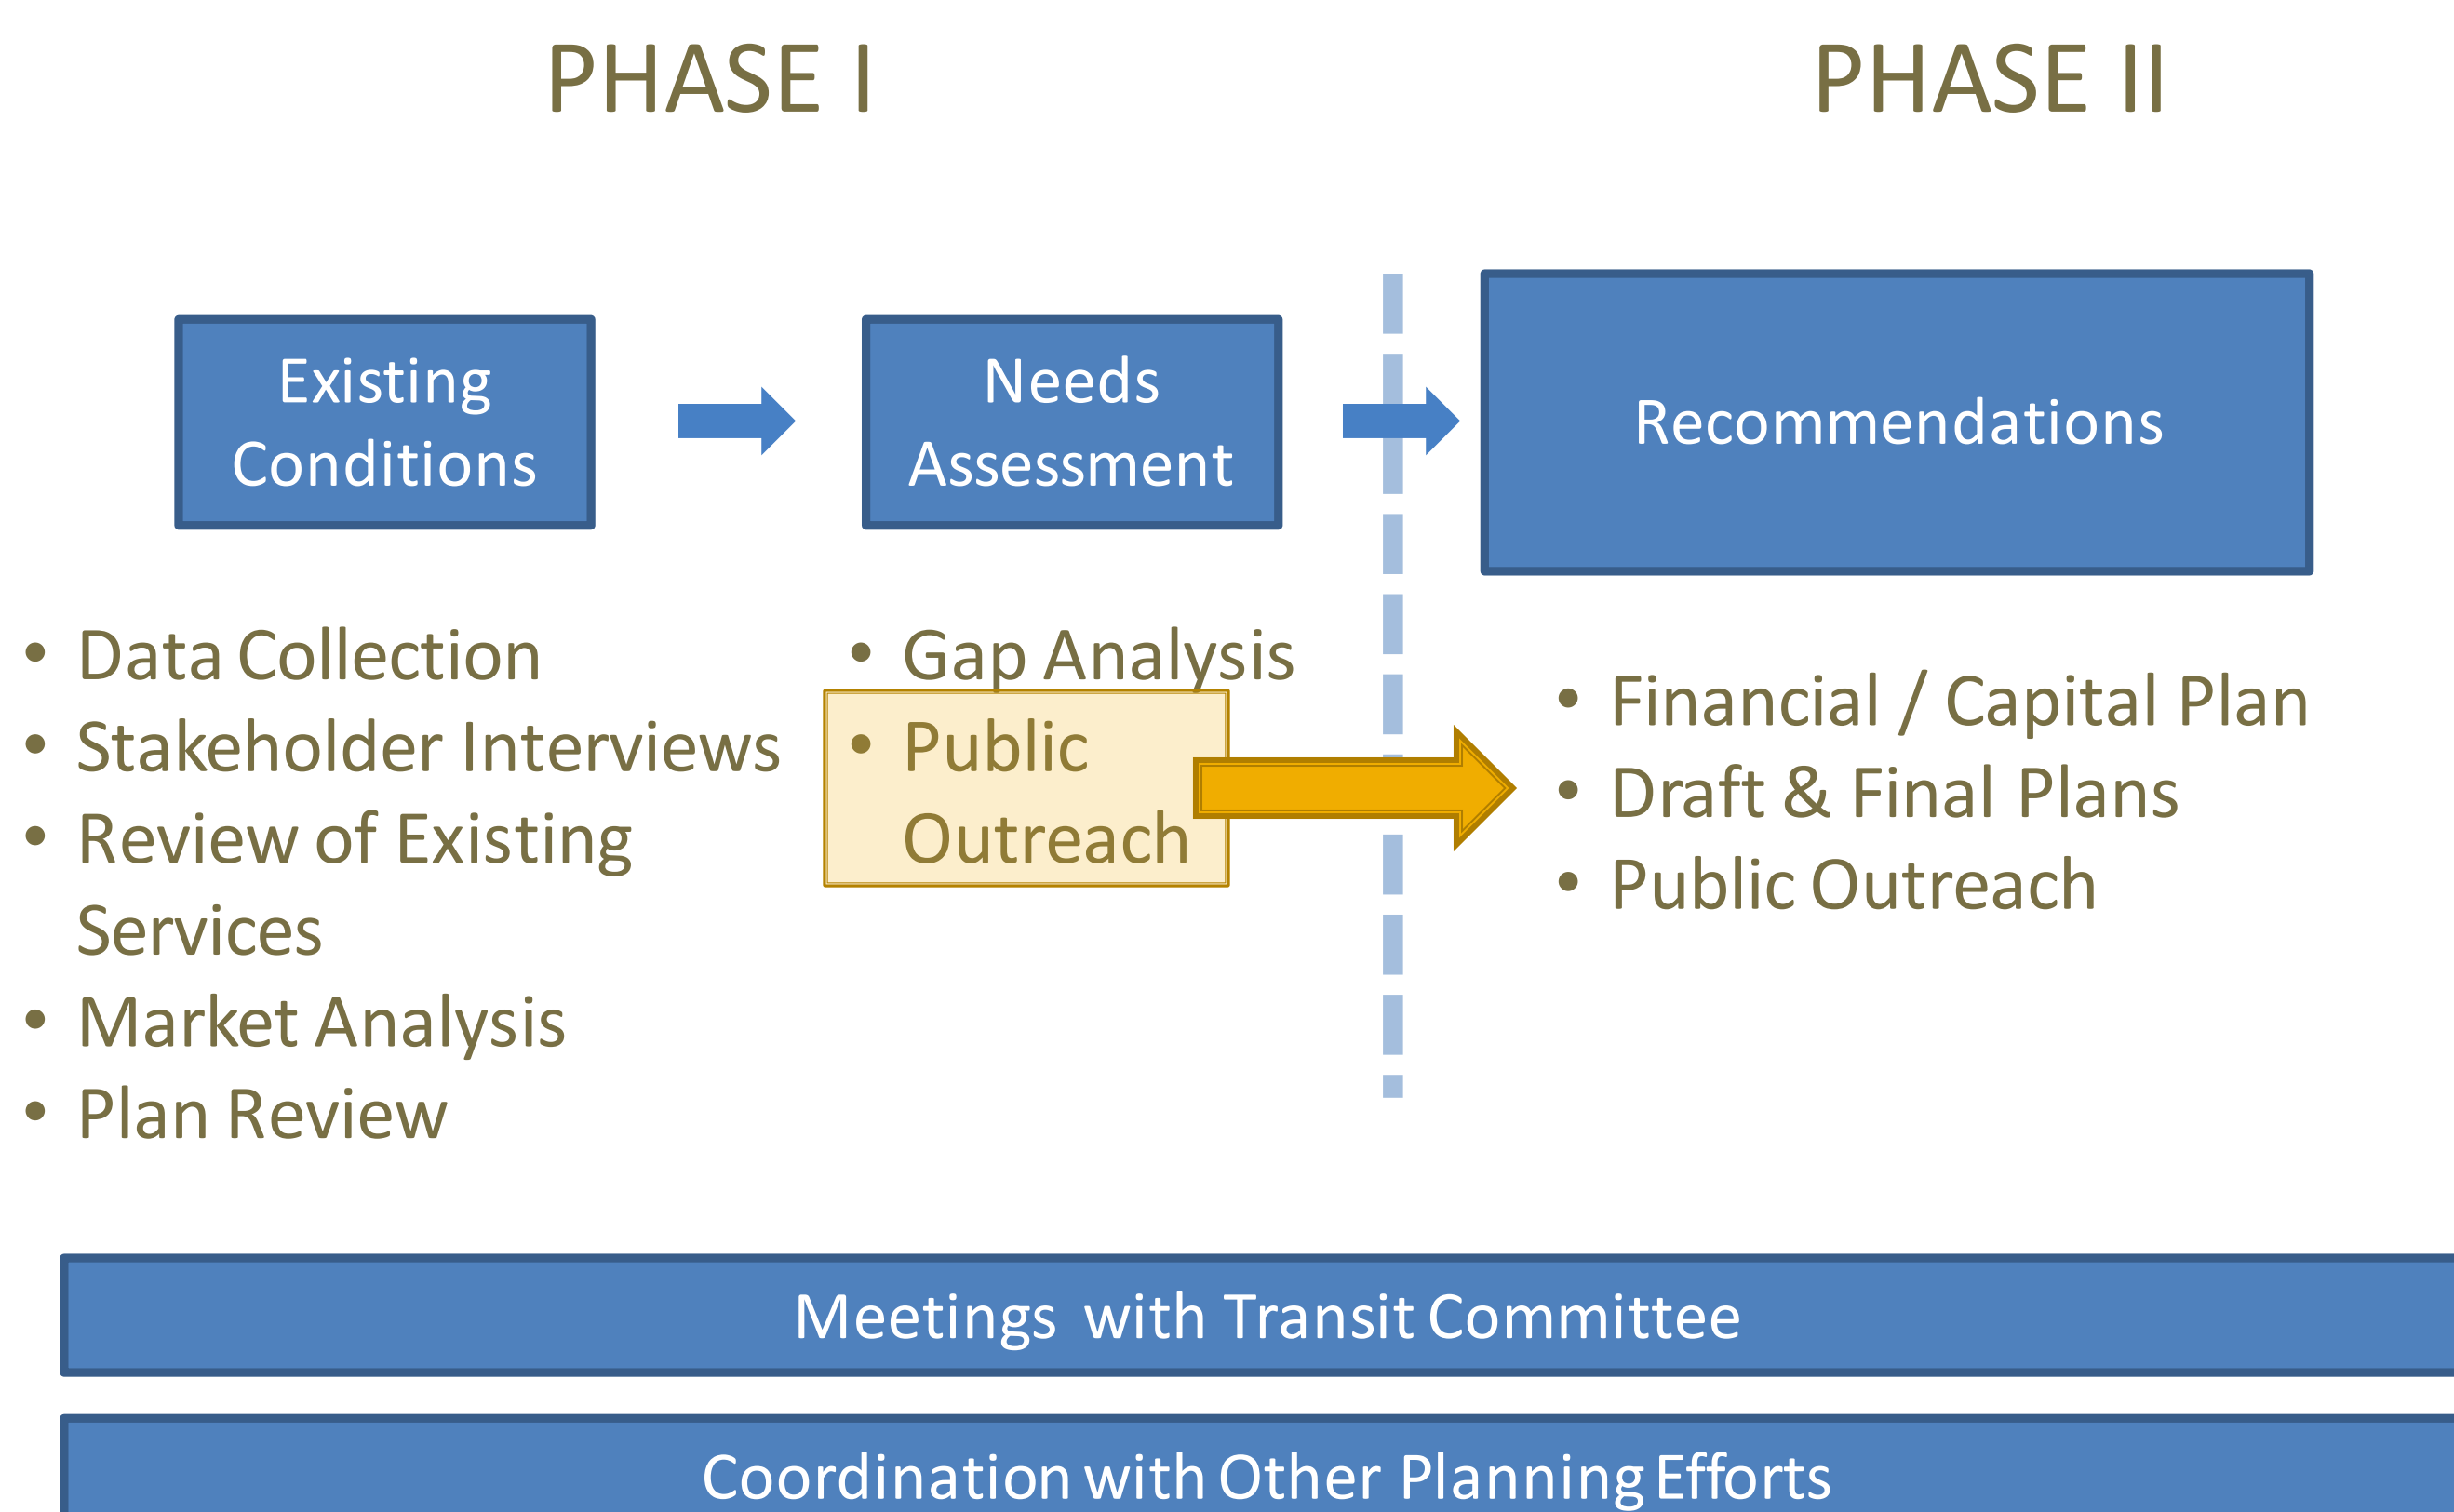 PHASE I
PHASE II
Existing
Conditions
Needs
Assessment
Recommendations
• Data Collection
• Stakeholder Interviews
• Review of Existing
Services
• Market Analysis
• Plan Review
• Gap Analysis
• Public
Outreach
• Financial / Capital Plan
• Draft & Final Plans
• Public Outreach
Meetings with Transit Committee
Coordination with Other Planning Efforts